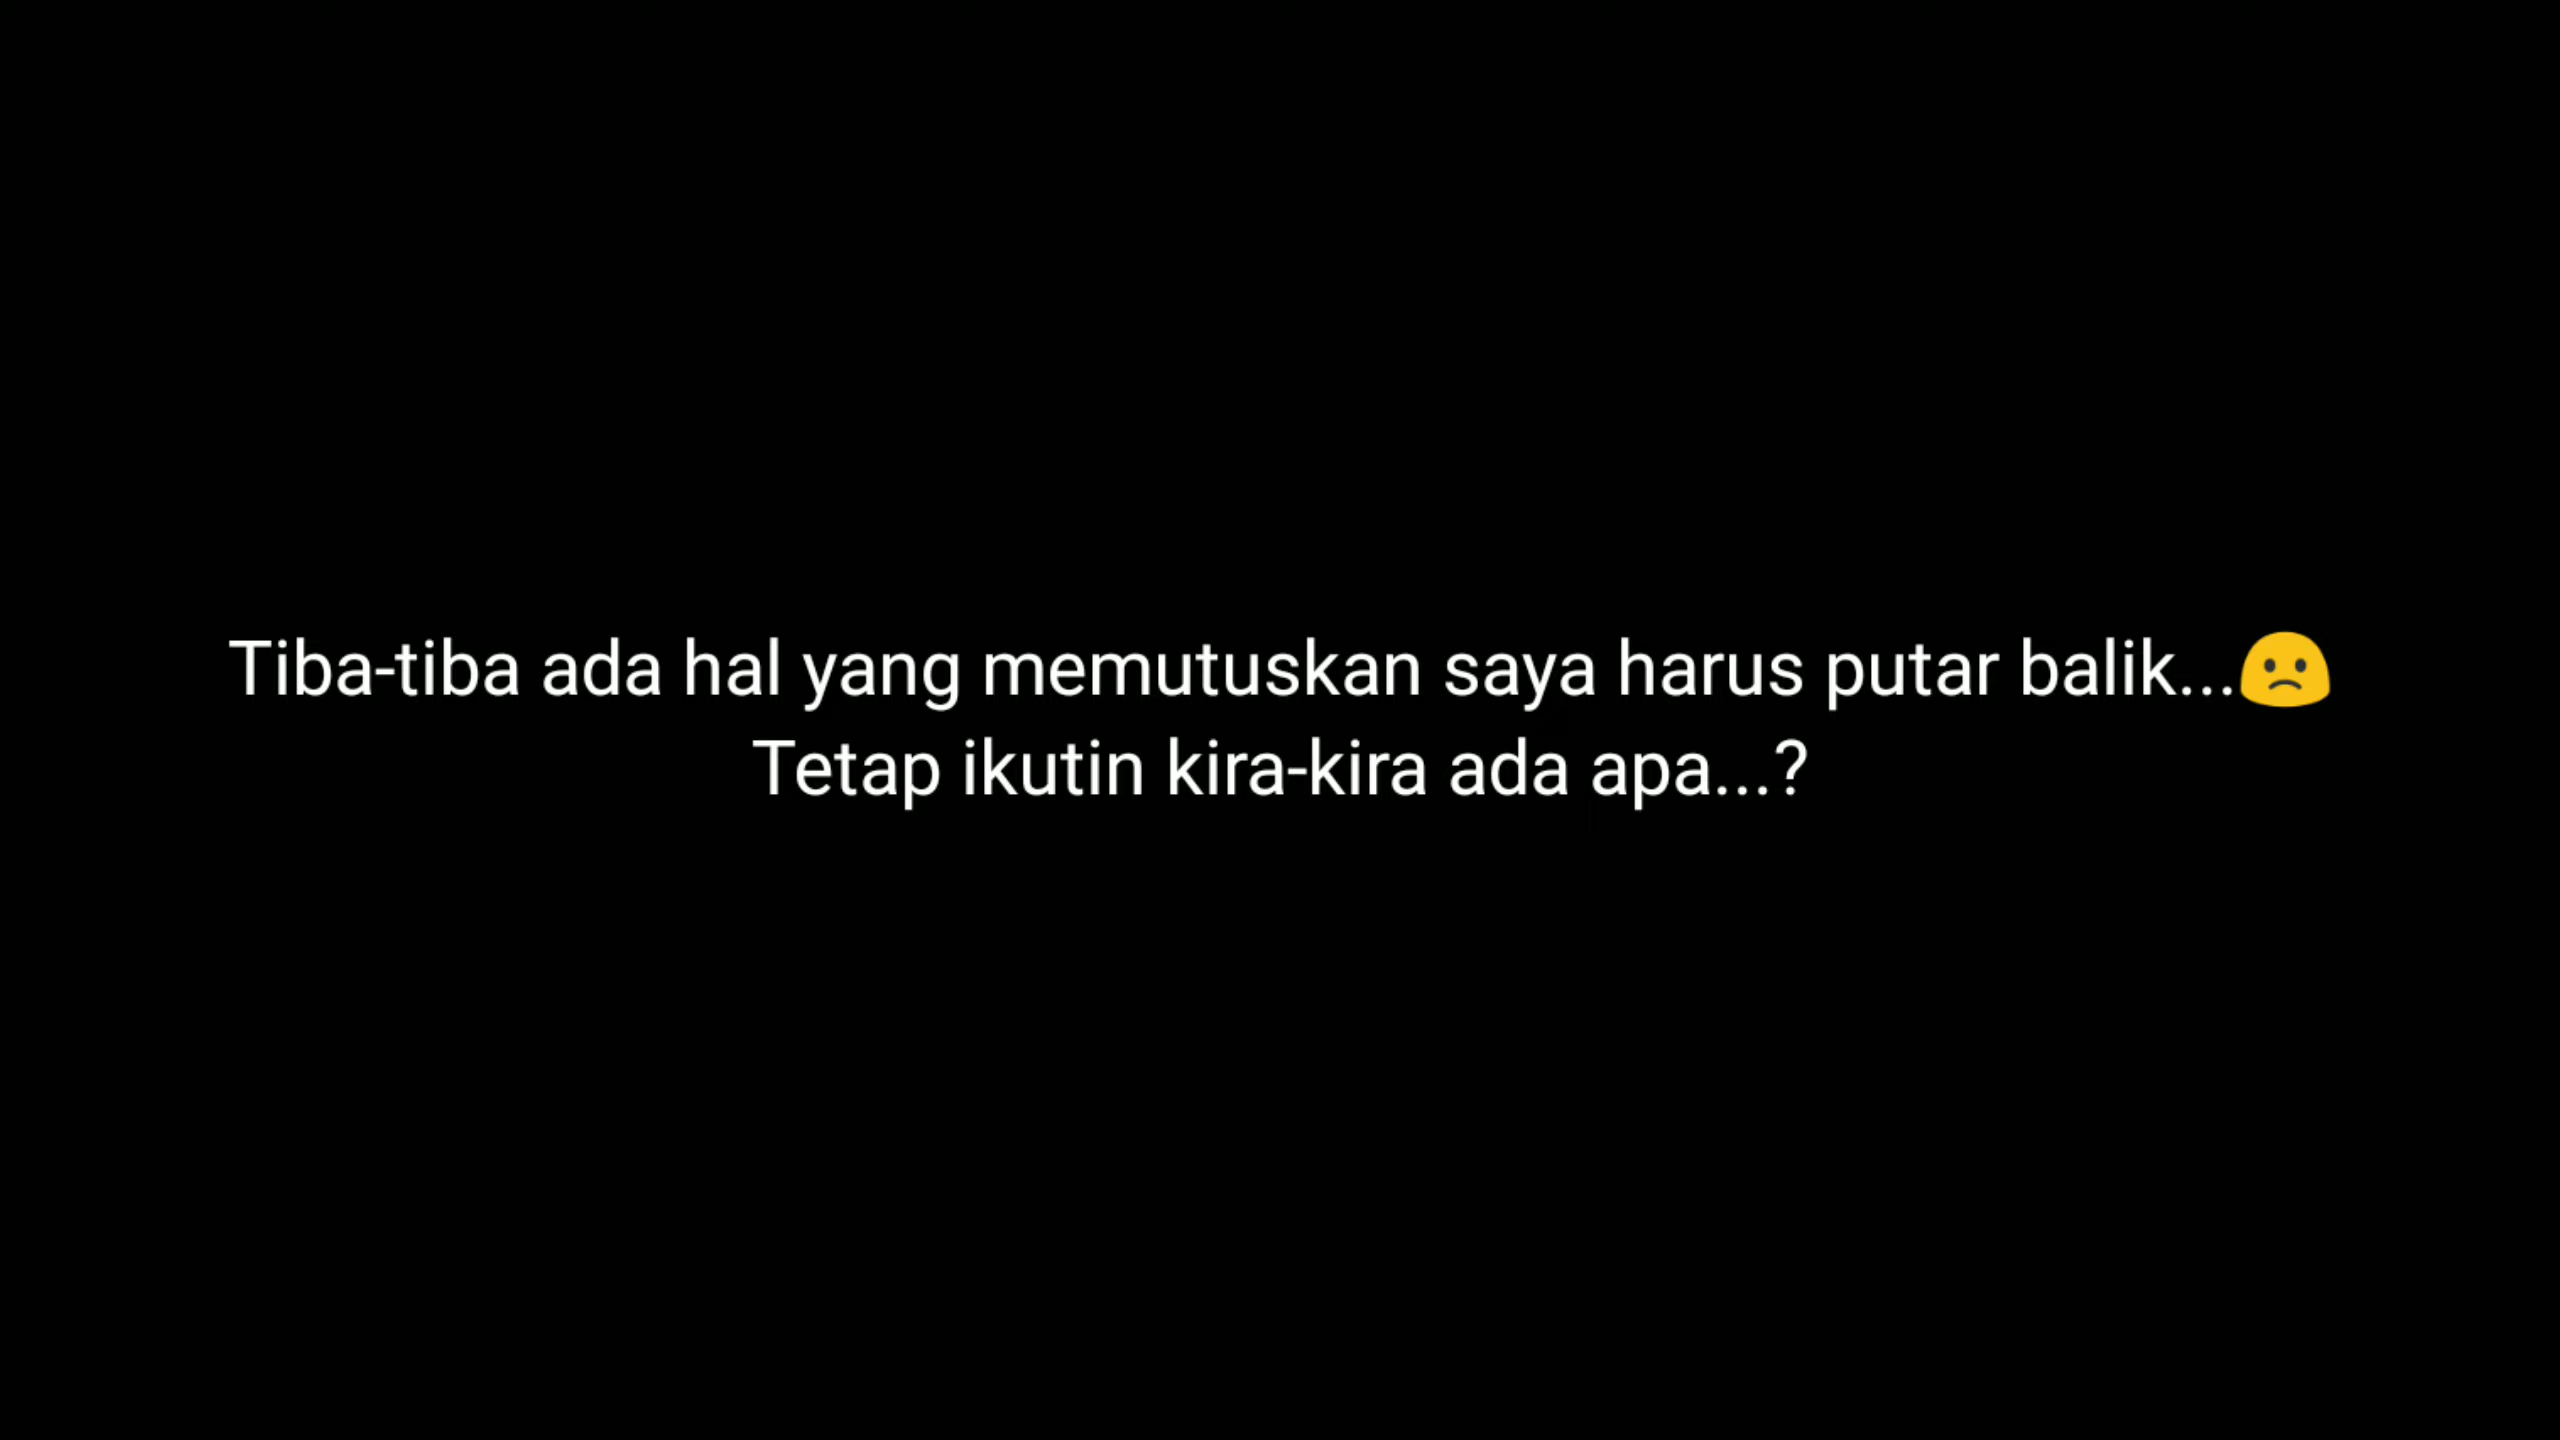 Tiba-tiba ada hal yang memutuskan saya harus putar balik...🙁
Tetap ikutin kira-kira ada apa...?